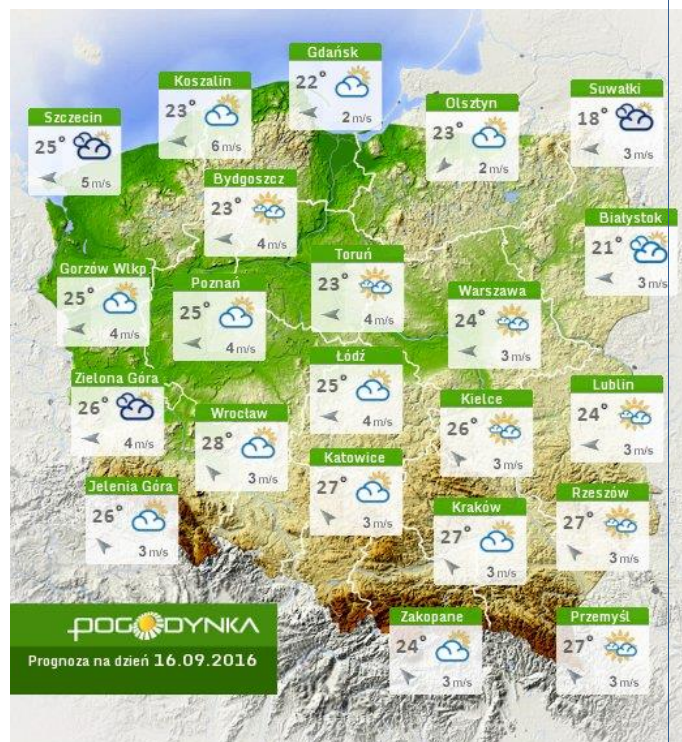 Gdańsk
22°
2 m/s
Koszalin
23°
6 m/s
Suwałki
18°
3 m/s
Olsztyn
23°
2 m/s
Szczecin
25°
5 m/s
Bydgoszcz
23°
4 m/s
Białystok
21°
3 m/s
Toruń
23°
4 m/s
Gorzów Wlkp
25°
4 m/s
Poznań
25°
4 m/s
Warszawa
24°
3 m/s
Łódź
25°
4 m/s
Zielona Góra
26°
4 m/s
Lublin
24°
3 m/s
Kielce
26°
3 m/s
Wrocław
28°
3 m/s
Katowice
27°
3 m/s
Jelenia Góra
26°
3 m/s
Rzeszów
27°
3 m/s
Kraków
27°
3 m/s
Zakopane
24°
3 m/s
Przemyśl
27°
3 m/s
POGODYNKA
Prognoza na dzień 16.09.2016